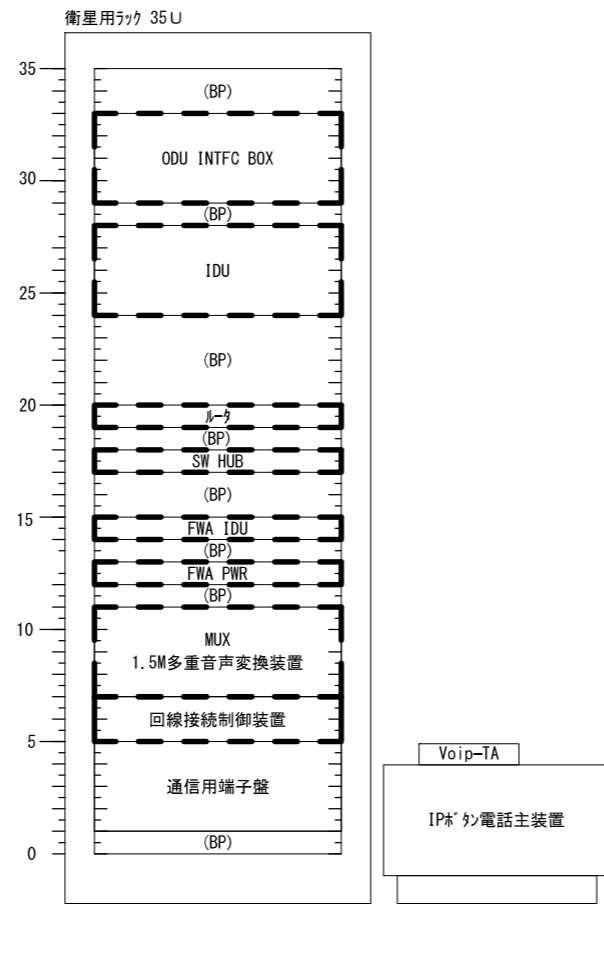 衛星用ﾗｯｸ 35U
35
(BP)
ODU INTFC BOX
30
(BP)
IDU
25
(BP)
20
ﾙｰﾀ
(BP)
SW HUB
(BP)
15
FWA IDU
(BP)
FWA PWR
(BP)
10
MUX
1.5M多重音声変換装置
回線接続制御装置
5
通信用端子盤
(BP)
0
Voip-TA
IPﾎﾞﾀﾝ電話主装置